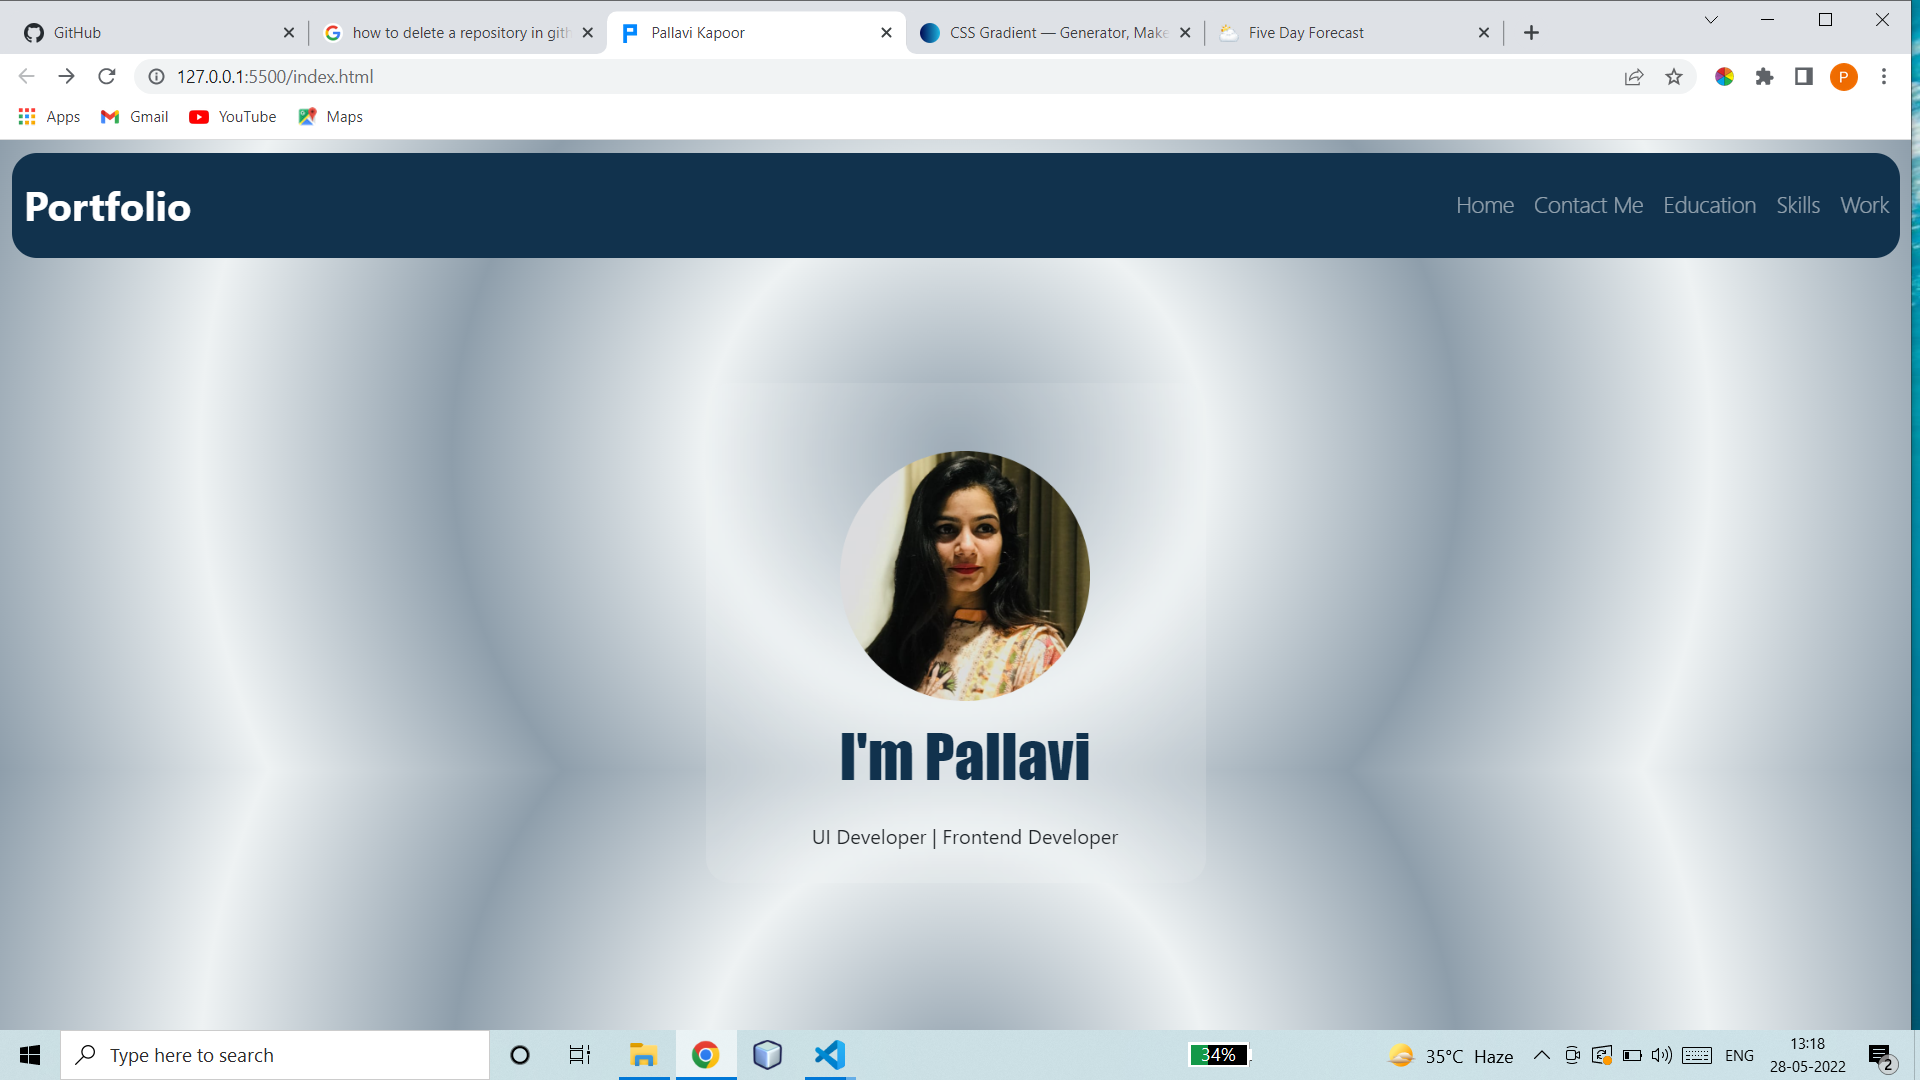 GitHub
how to delete a repository in gith
Pallavi Kapoor
CSS Gradient — Generator, Make
Five Day Forecast
127.0.0.1:5500/index.html
P
Apps
Gmail
YouTube
Maps
Portfolio
Home
Contact Me
Education
Skills
Work
I'm Pallavi
UI Developer | Frontend Developer
Type here to search
34%
35°C Haze
ENG
13:18
28-05-2022
2